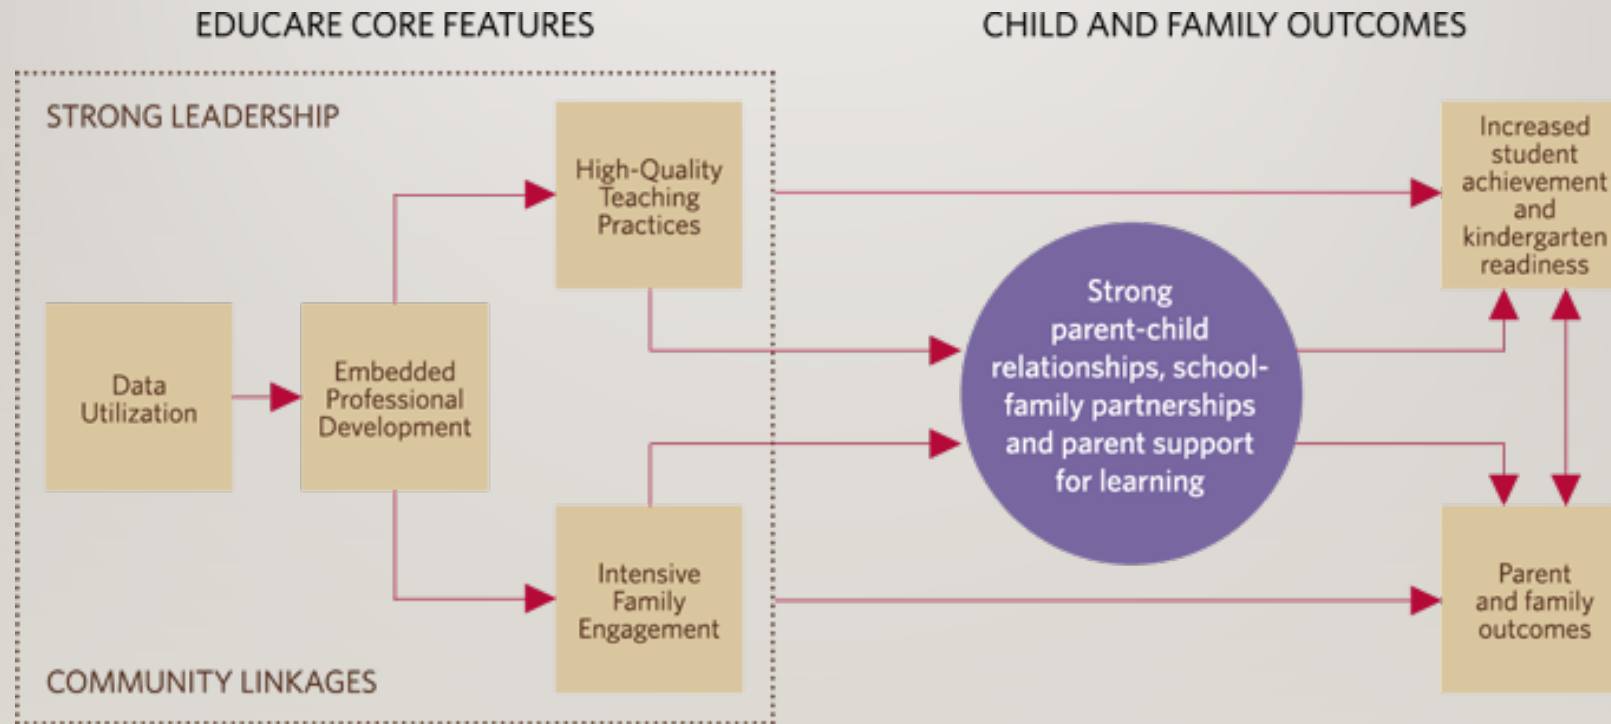 EDUCARE CORE FEATURES
CHILD AND FAMILY OUTCOMES
STRONG LEADERSHIP
High-Quality
Teaching
Practices
Increased
student
achievement
and
kindergarten
readiness
Data
Utilization
Embedded
Professional
Development
Strong
parent-child
relationships, school-
family partnerships
and parent support
for learning
Intensive
Family
Engagement
Parent
and family
outcomes
COMMUNITY LINKAGES